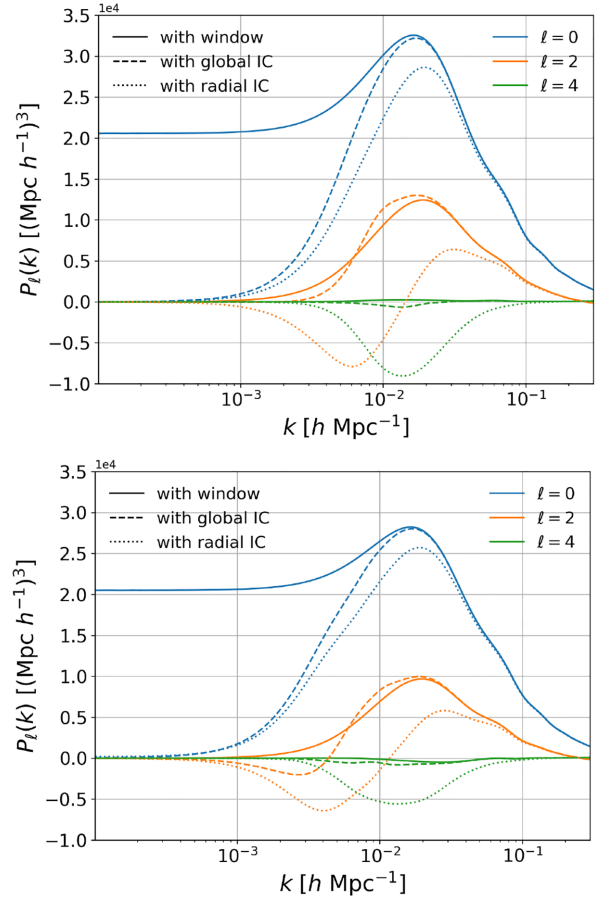 1e4
3.5
with window ℓ = 0
3.0
with global IC ℓ = 2
with radial IC ℓ = 4
2.5
2.0
1.5
1.0
0.5
0.0
−0.5
−1.0
Pℓ(k) [(Mpc h⁻¹)³]
10⁻³ 10⁻² 10⁻¹
k [h Mpc⁻¹]
1e4
3.5
with window ℓ = 0
3.0
with global IC ℓ = 2
with radial IC ℓ = 4
2.5
2.0
1.5
1.0
0.5
0.0
−0.5
−1.0
Pℓ(k) [(Mpc h⁻¹)³]
10⁻³ 10⁻² 10⁻¹
k [h Mpc⁻¹]